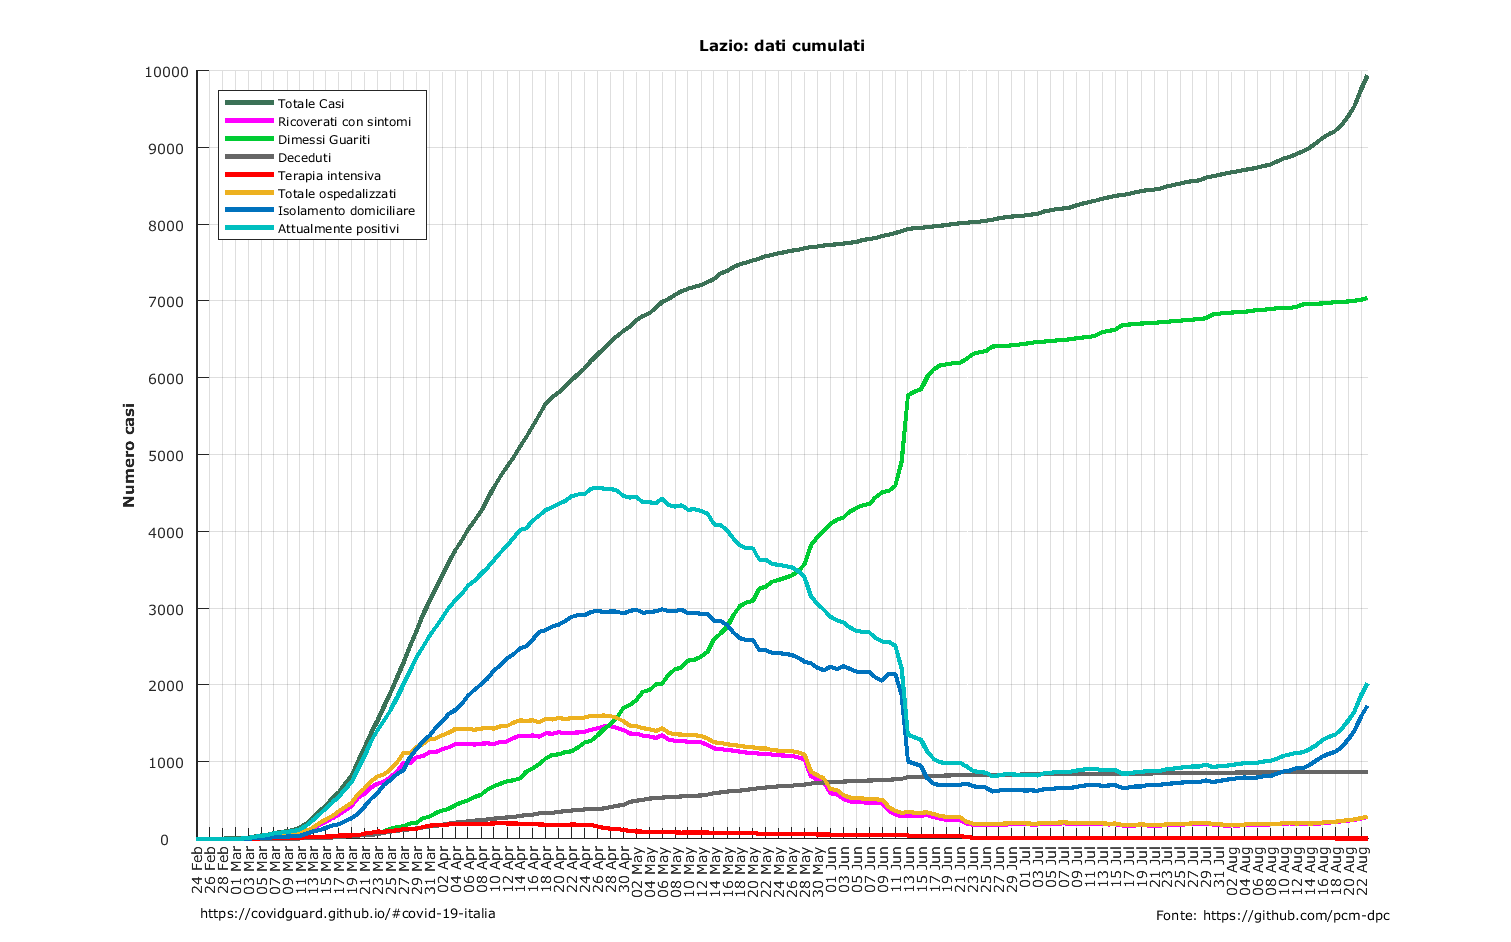 Lazio: dati cumulati
10000
9000
8000
7000
6000
5000
4000
3000
2000
1000
0
Numero casi
Totale Casi
Ricoverati con sintomi
Dimessi Guariti
Deceduti
Terapia intensiva
Totale ospedalizzati
Isolamento domiciliare
Attualmente positivi
24 Feb
26 Feb
28 Feb
01 Mar
03 Mar
05 Mar
07 Mar
09 Mar
11 Mar
13 Mar
15 Mar
17 Mar
19 Mar
21 Mar
23 Mar
25 Mar
27 Mar
29 Mar
31 Mar
02 Apr
04 Apr
06 Apr
08 Apr
10 Apr
12 Apr
14 Apr
16 Apr
18 Apr
20 Apr
22 Apr
24 Apr
26 Apr
28 Apr
30 Apr
02 May
04 May
06 May
08 May
10 May
12 May
14 May
16 May
18 May
20 May
22 May
24 May
26 May
28 May
30 May
01 Jun
03 Jun
05 Jun
07 Jun
09 Jun
11 Jun
13 Jun
15 Jun
17 Jun
19 Jun
21 Jun
23 Jun
25 Jun
27 Jun
29 Jun
01 Jul
03 Jul
05 Jul
07 Jul
09 Jul
11 Jul
13 Jul
15 Jul
17 Jul
19 Jul
21 Jul
23 Jul
25 Jul
27 Jul
29 Jul
31 Jul
02 Aug
04 Aug
06 Aug
08 Aug
10 Aug
12 Aug
14 Aug
16 Aug
18 Aug
20 Aug
22 Aug
https://covidguard.github.io/#covid-19-italia
Fonte: https://github.com/pcm-dpc